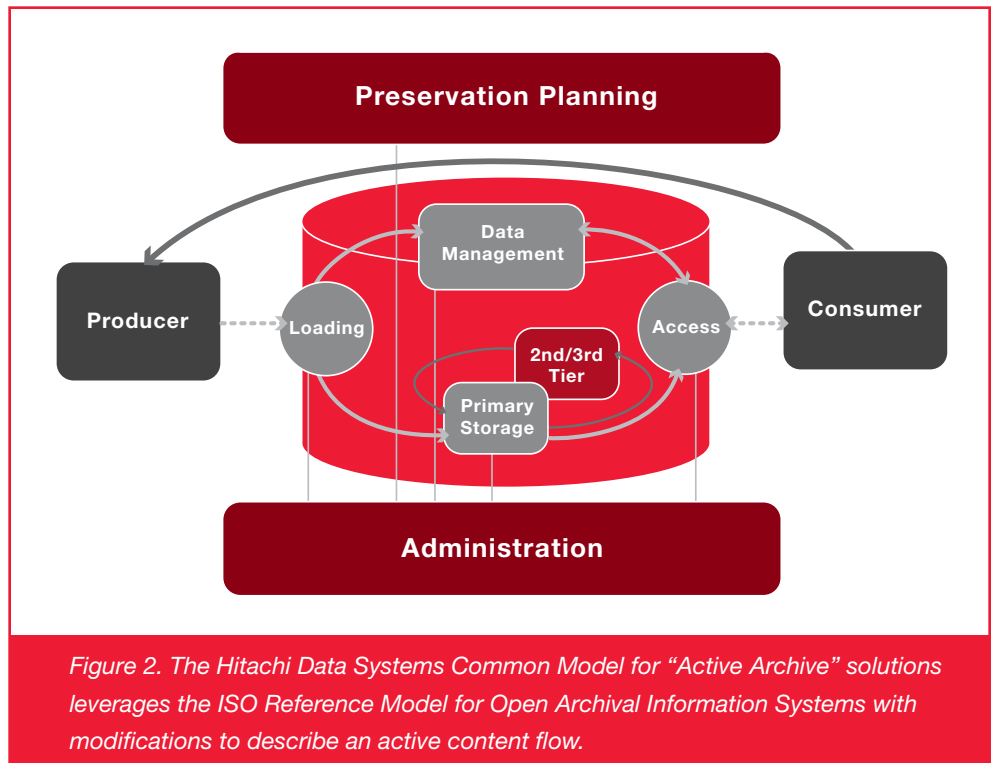 Preservation Planning
Data
Management
Producer
Loading
Access
Consumer
2nd/3rd
Tier
Primary
Storage
Administration
Figure 2. The Hitachi Data Systems Common Model for “Active Archive” solutions
leverages the ISO Reference Model for Open Archival Information Systems with
modifications to describe an active content flow.